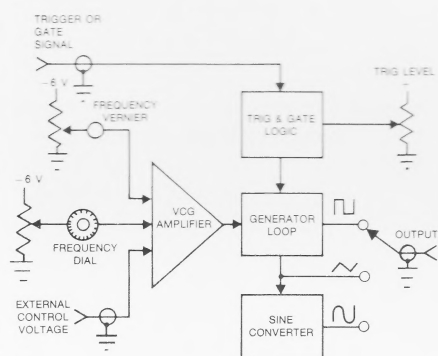 TRIGGER OR
GATE
SIGNAL
−6 V
FREQUENCY
VERNIER
TRIG LEVEL
TRIG & GATE
LOGIC
−6 V
VCG
AMPLIFIER
GENERATOR
LOOP
OUTPUT
FREQUENCY
DIAL
EXTERNAL
CONTROL
VOLTAGE
SINE
CONVERTER